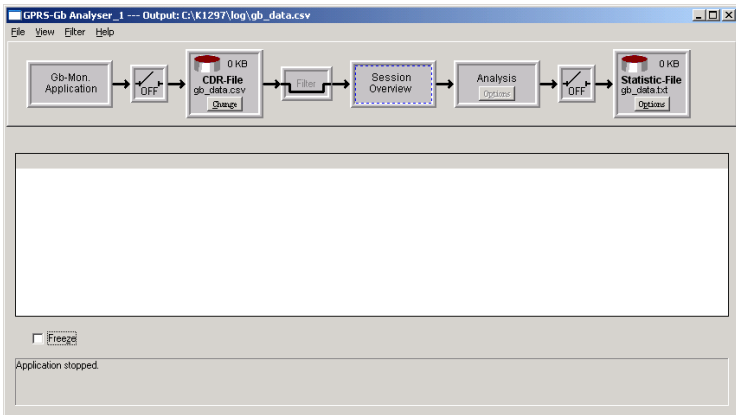 GPRS-Gb Analyser_1 --- Output: C:\K1297\log\gb_data.csv
File View Filter Help
Gb-Mon.
Application
OFF
0 KB
CDR-File
gb_data.csv
Change
Filter
Session
Overview
Analysis
Options
OFF
0 KB
Statistic-File
gb_data.txt
Options
Freeze
Application stopped.